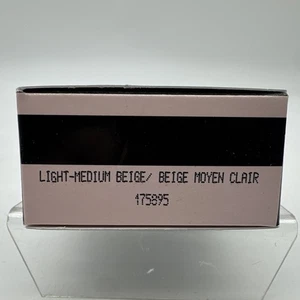 LIGHT-MEDIUM BEIGE/ BEIGE MOYEN CLAIR
475895